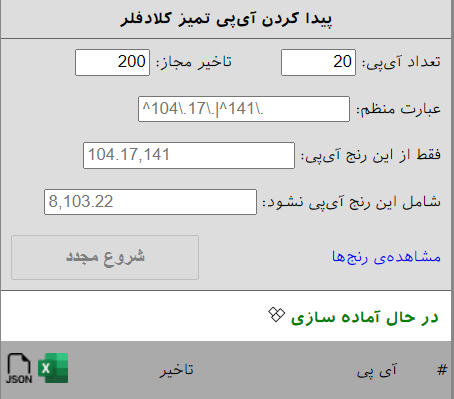 پیدا کردن آی‌پی تمیز کلادفلر
تعداد آی‌پی: 20 تاخیر مجاز: 200
عبارت منظم: ^104\.17\.|^141\.
فقط از این رنج آی‌پی: 104.17,141
شامل این رنج آی‌پی نشود: 8,103.22
مشاهده‌ی رنج‌ها شروع مجدد
در حال آماده سازی
# آی پی تاخیر JSON